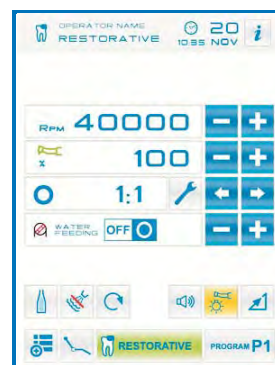 OPERATOR NAME
RESTORATIVE
20
10:35 NOV
i
RPM 40000
x 100
1:1
WATER FEEDING OFF
RESTORATIVE
PROGRAM P1